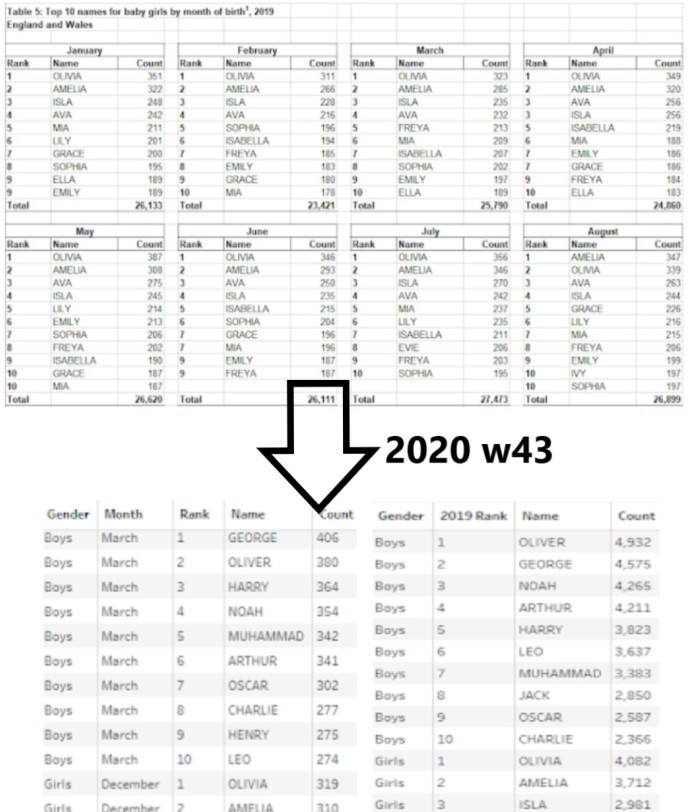 Table 5: Top 10 names for baby girls by month of birth¹, 2019
England and Wales
January February March April
Rank Name Count Rank Name Count Rank Name Count Rank Name Count
1 OLIVIA 351 1 OLIVIA 311 1 OLIVIA 323 1 OLIVIA 349
2 AMELIA 322 2 AMELIA 266 2 AMELIA 285 2 AMELIA 320
3 ISLA 248 3 ISLA 228 3 ISLA 235 3 AVA 256
4 AVA 242 4 AVA 216 4 AVA 232 3 ISLA 256
5 MIA 211 5 SOPHIA 196 5 FREYA 213 5 ISABELLA 219
6 LILY 201 6 ISABELLA 194 6 MIA 209 6 MIA 188
7 GRACE 200 7 FREYA 185 7 ISABELLA 207 7 EMILY 186
8 SOPHIA 195 8 EMILY 183 8 SOPHIA 202 7 GRACE 186
9 ELLA 189 9 GRACE 180 9 EMILY 197 9 FREYA 184
9 EMILY 189 10 MIA 178 10 ELLA 189 10 ELLA 183
Total 26,133 Total 23,421 Total 25,790 Total 24,860
May June July August
Rank Name Count Rank Name Count Rank Name Count Rank Name Count
1 OLIVIA 387 1 OLIVIA 346 1 OLIVIA 356 1 AMELIA 347
2 AMELIA 308 2 AMELIA 293 2 AMELIA 346 2 OLIVIA 339
3 AVA 275 3 AVA 250 3 ISLA 270 3 AVA 263
4 ISLA 245 4 ISLA 235 4 AVA 242 4 ISLA 244
5 LILY 214 5 ISABELLA 215 5 MIA 237 5 GRACE 226
6 EMILY 213 6 SOPHIA 204 6 LILY 235 6 LILY 216
7 SOPHIA 206 7 GRACE 196 7 ISABELLA 211 7 MIA 215
8 FREYA 202 7 MIA 196 8 EVIE 206 8 FREYA 206
9 ISABELLA 190 9 EMILY 187 9 FREYA 203 9 EMILY 199
10 GRACE 187 9 FREYA 187 10 SOPHIA 195 10 IVY 197
10 MIA 187 10 SOPHIA 197
Total 26,620 Total 26,111 Total 27,473 Total 26,899
2020 w43
Gender Month Rank Name Count
Boys March 1 GEORGE 406
Boys March 2 OLIVER 380
Boys March 3 HARRY 364
Boys March 4 NOAH 354
Boys March 5 MUHAMMAD 342
Boys March 6 ARTHUR 341
Boys March 7 OSCAR 302
Boys March 8 CHARLIE 277
Boys March 9 HENRY 275
Boys March 10 LEO 274
Girls December 1 OLIVIA 319
Girls December 2 AMELIA 310
Gender 2019 Rank Name Count
Boys 1 OLIVER 4,932
Boys 2 GEORGE 4,575
Boys 3 NOAH 4,265
Boys 4 ARTHUR 4,211
Boys 5 HARRY 3,823
Boys 6 LEO 3,637
Boys 7 MUHAMMAD 3,383
Boys 8 JACK 2,850
Boys 9 OSCAR 2,587
Boys 10 CHARLIE 2,366
Girls 1 OLIVIA 4,082
Girls 2 AMELIA 3,712
Girls 3 ISLA 2,981